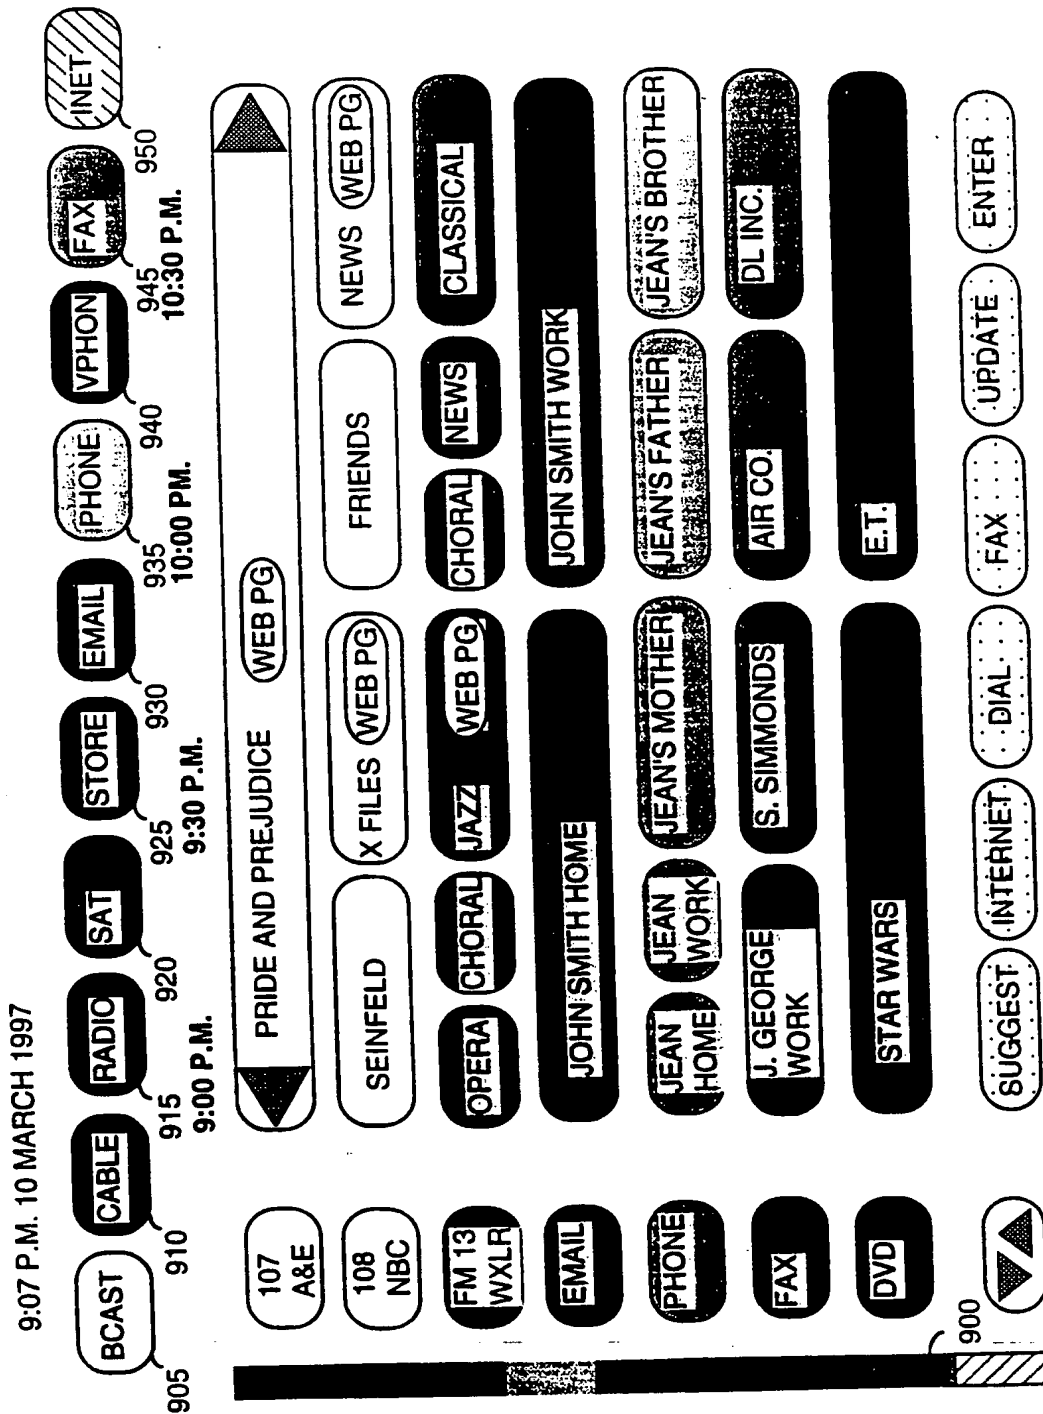 9:07 P.M. 10 MARCH 1997
BCAST CABLE RADIO SAT STORE EMAIL PHONE VPHON FAX INET
905 910 915 920 925 930 935 940 945 950
9:00 P.M. 9:30 P.M. 10:00 PM. 10:30 P.M.
107
A&E
PRIDE AND PREJUDICE WEB PG
108
NBC
SEINFELD X FILES WEB PG FRIENDS NEWS WEB PG
FM 13
WXLR
OPERA CHORAL JAZZ WEB PG CHORAL NEWS CLASSICAL
EMAIL JOHN SMITH HOME JOHN SMITH WORK
PHONE
JEAN
HOME
JEAN
WORK
JEAN'S MOTHER JEAN'S FATHER JEAN'S BROTHER
FAX
J. GEORGE
WORK
S. SIMMONDS AIR CO. DL INC.
DVD STAR WARS E.T.
900
SUGGEST INTERNET DIAL FAX UPDATE ENTER